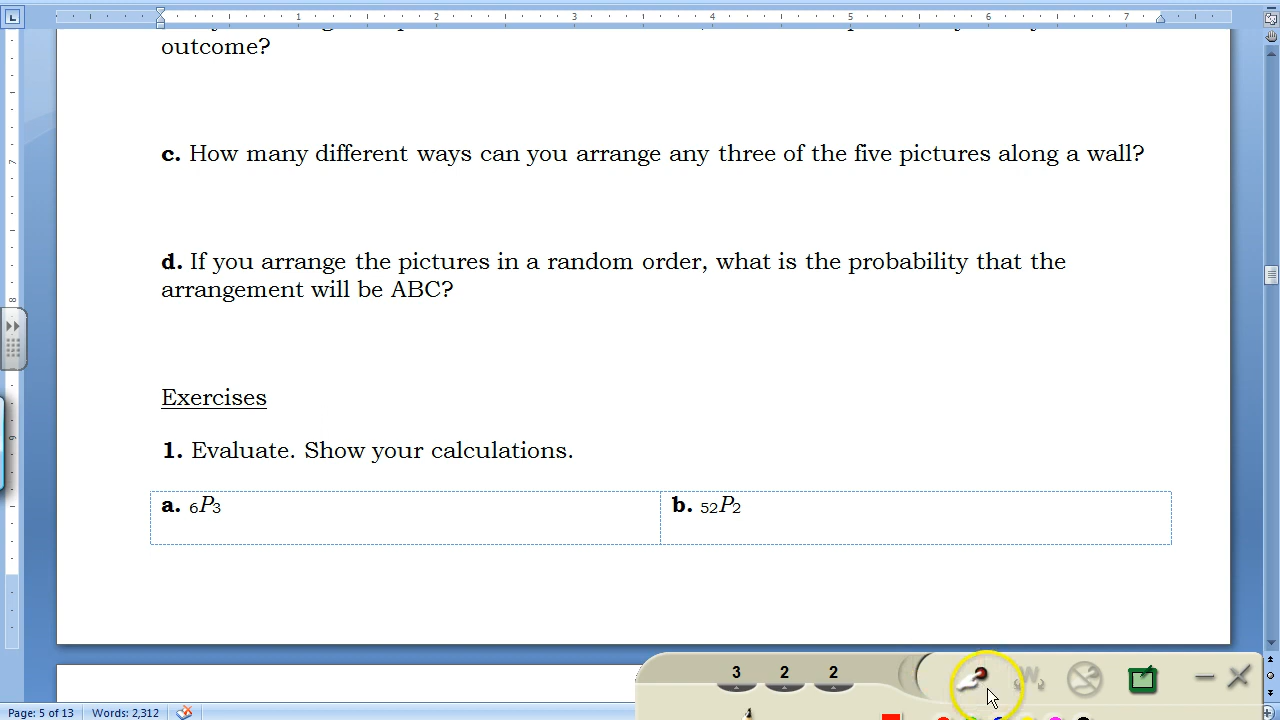 outcome?
c. How many different ways can you arrange any three of the five pictures along a wall?
d. If you arrange the pictures in a random order, what is the probability that the
arrangement will be ABC?
Exercises
1. Evaluate. Show your calculations.
a. 6P3
b. 52P2
3 2 2
Page: 5 of 13 Words: 2,312